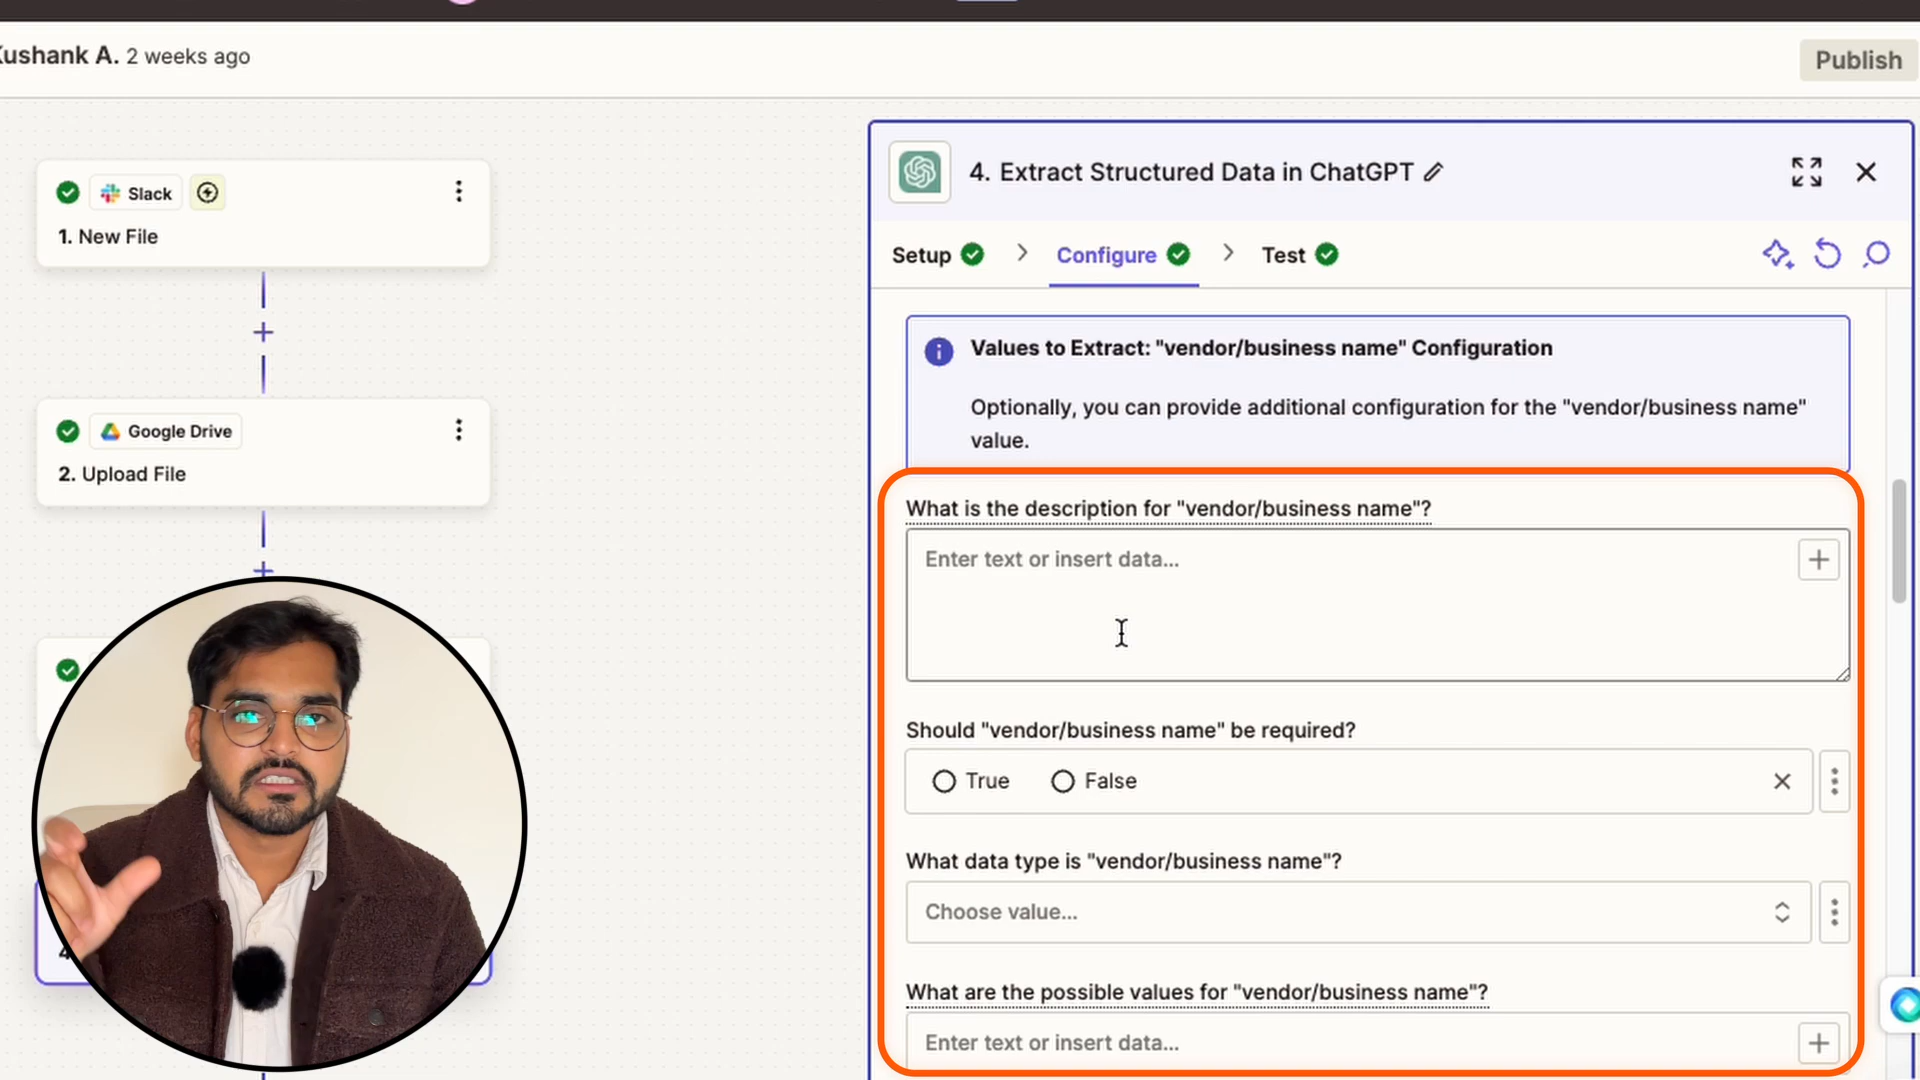 Kushank A. 2 weeks ago
Publish
Slack
1. New File
Google Drive
2. Upload File
4. Extract Structured Data in ChatGPT
Setup
Configure
Test
Values to Extract: "vendor/business name" Configuration
Optionally, you can provide additional configuration for the "vendor/business name"
value.
What is the description for "vendor/business name"?
Enter text or insert data...
Should "vendor/business name" be required?
True False
What data type is "vendor/business name"?
Choose value...
What are the possible values for "vendor/business name"?
Enter text or insert data...